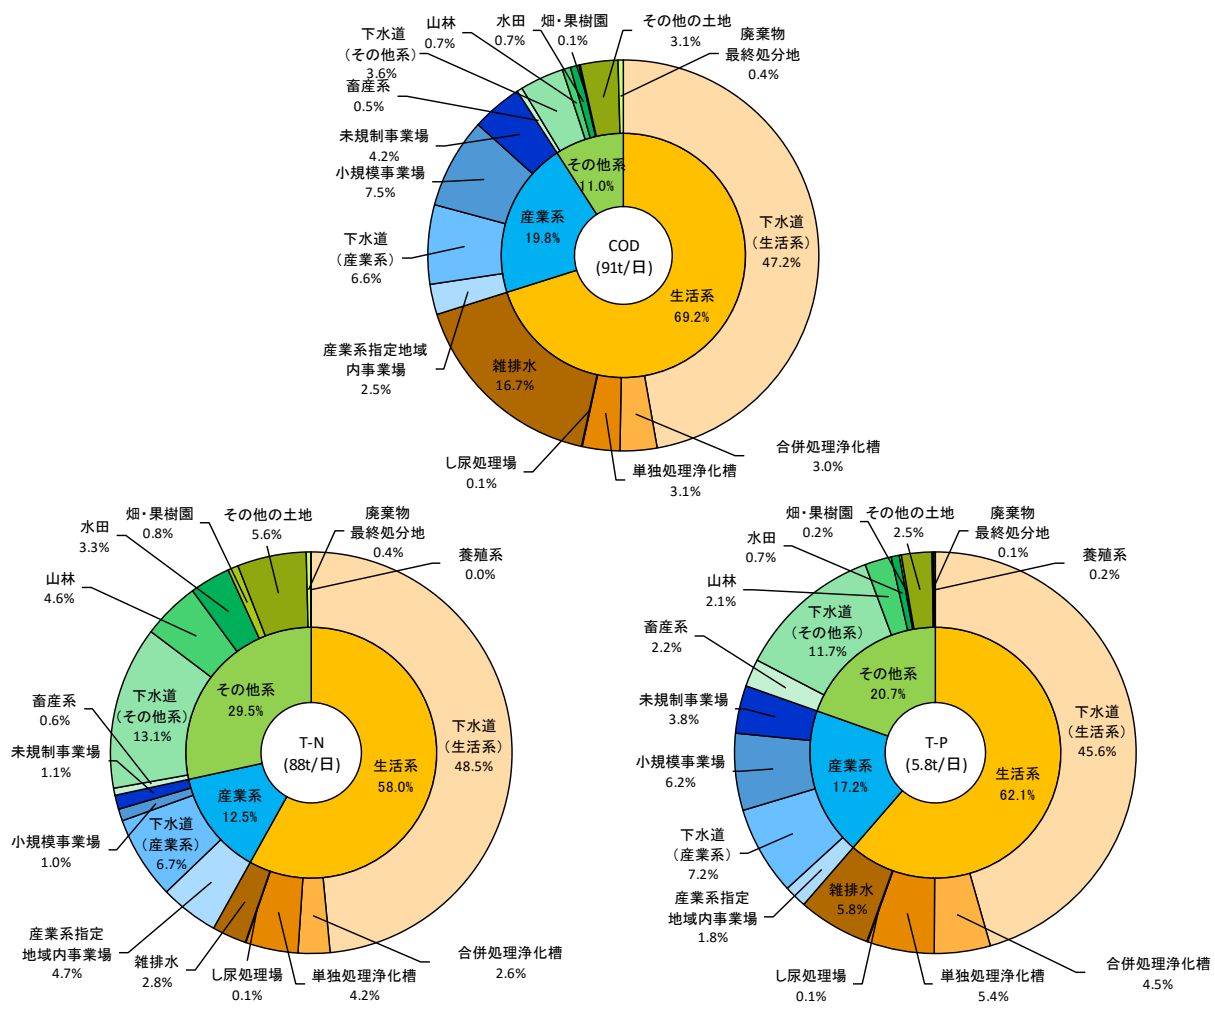 下水道
（その他系）
3.6%
山林
0.7%
水田
0.7%
畑・果樹園
0.1%
その他の土地
3.1%
廃棄物
最終処分地
0.4%
畜産系
0.5%
未規制事業場
4.2%
小規模事業場
7.5%
下水道
（産業系）
6.6%
産業系指定地域
内事業場
2.5%
その他系
11.0%
産業系
19.8%
COD
(91t/日)
生活系
69.2%
下水道
（生活系）
47.2%
雑排水
16.7%
し尿処理場
0.1%
単独処理浄化槽
3.1%
合併処理浄化槽
3.0%
水田
3.3%
畑・果樹園
0.8%
その他の土地
5.6%
廃棄物
最終処分地
0.4%
養殖系
0.0%
山林
4.6%
下水道
（その他系）
13.1%
畜産系
0.6%
未規制事業場
1.1%
小規模事業場
1.0%
下水道
（産業系）
6.7%
産業系指定
地域内事業場
4.7%
その他系
29.5%
産業系
12.5%
T-N
(88t/日)
生活系
58.0%
下水道
（生活系）
48.5%
雑排水
2.8%
し尿処理場
0.1%
単独処理浄化槽
4.2%
合併処理浄化槽
2.6%
水田
0.7%
畑・果樹園
0.2%
その他の土地
2.5%
廃棄物
最終処分地
0.1%
養殖系
0.2%
山林
2.1%
下水道
（その他系）
11.7%
畜産系
2.2%
未規制事業場
3.8%
小規模事業場
6.2%
下水道
（産業系）
7.2%
産業系指定
地域内事業場
1.8%
その他系
20.7%
産業系
17.2%
T-P
(5.8t/日)
生活系
62.1%
下水道
（生活系）
45.6%
雑排水
5.8%
し尿処理場
0.1%
単独処理浄化槽
5.4%
合併処理浄化槽
4.5%